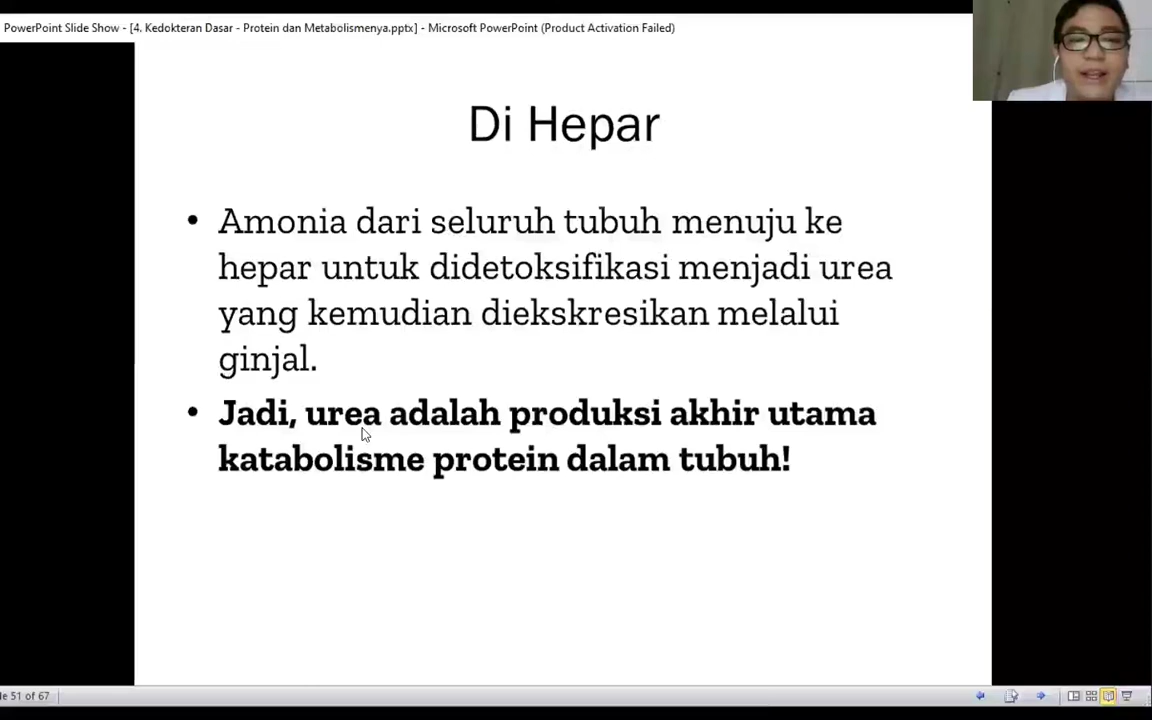 PowerPoint Slide Show - [4. Kedokteran Dasar - Protein dan Metabolismenya.pptx] - Microsoft PowerPoint (Product Activation Failed)
Di Hepar
• Amonia dari seluruh tubuh menuju ke
hepar untuk didetoksifikasi menjadi urea
yang kemudian diekskresikan melalui
ginjal.
• Jadi, urea adalah produksi akhir utama
katabolisme protein dalam tubuh!
le 51 of 67